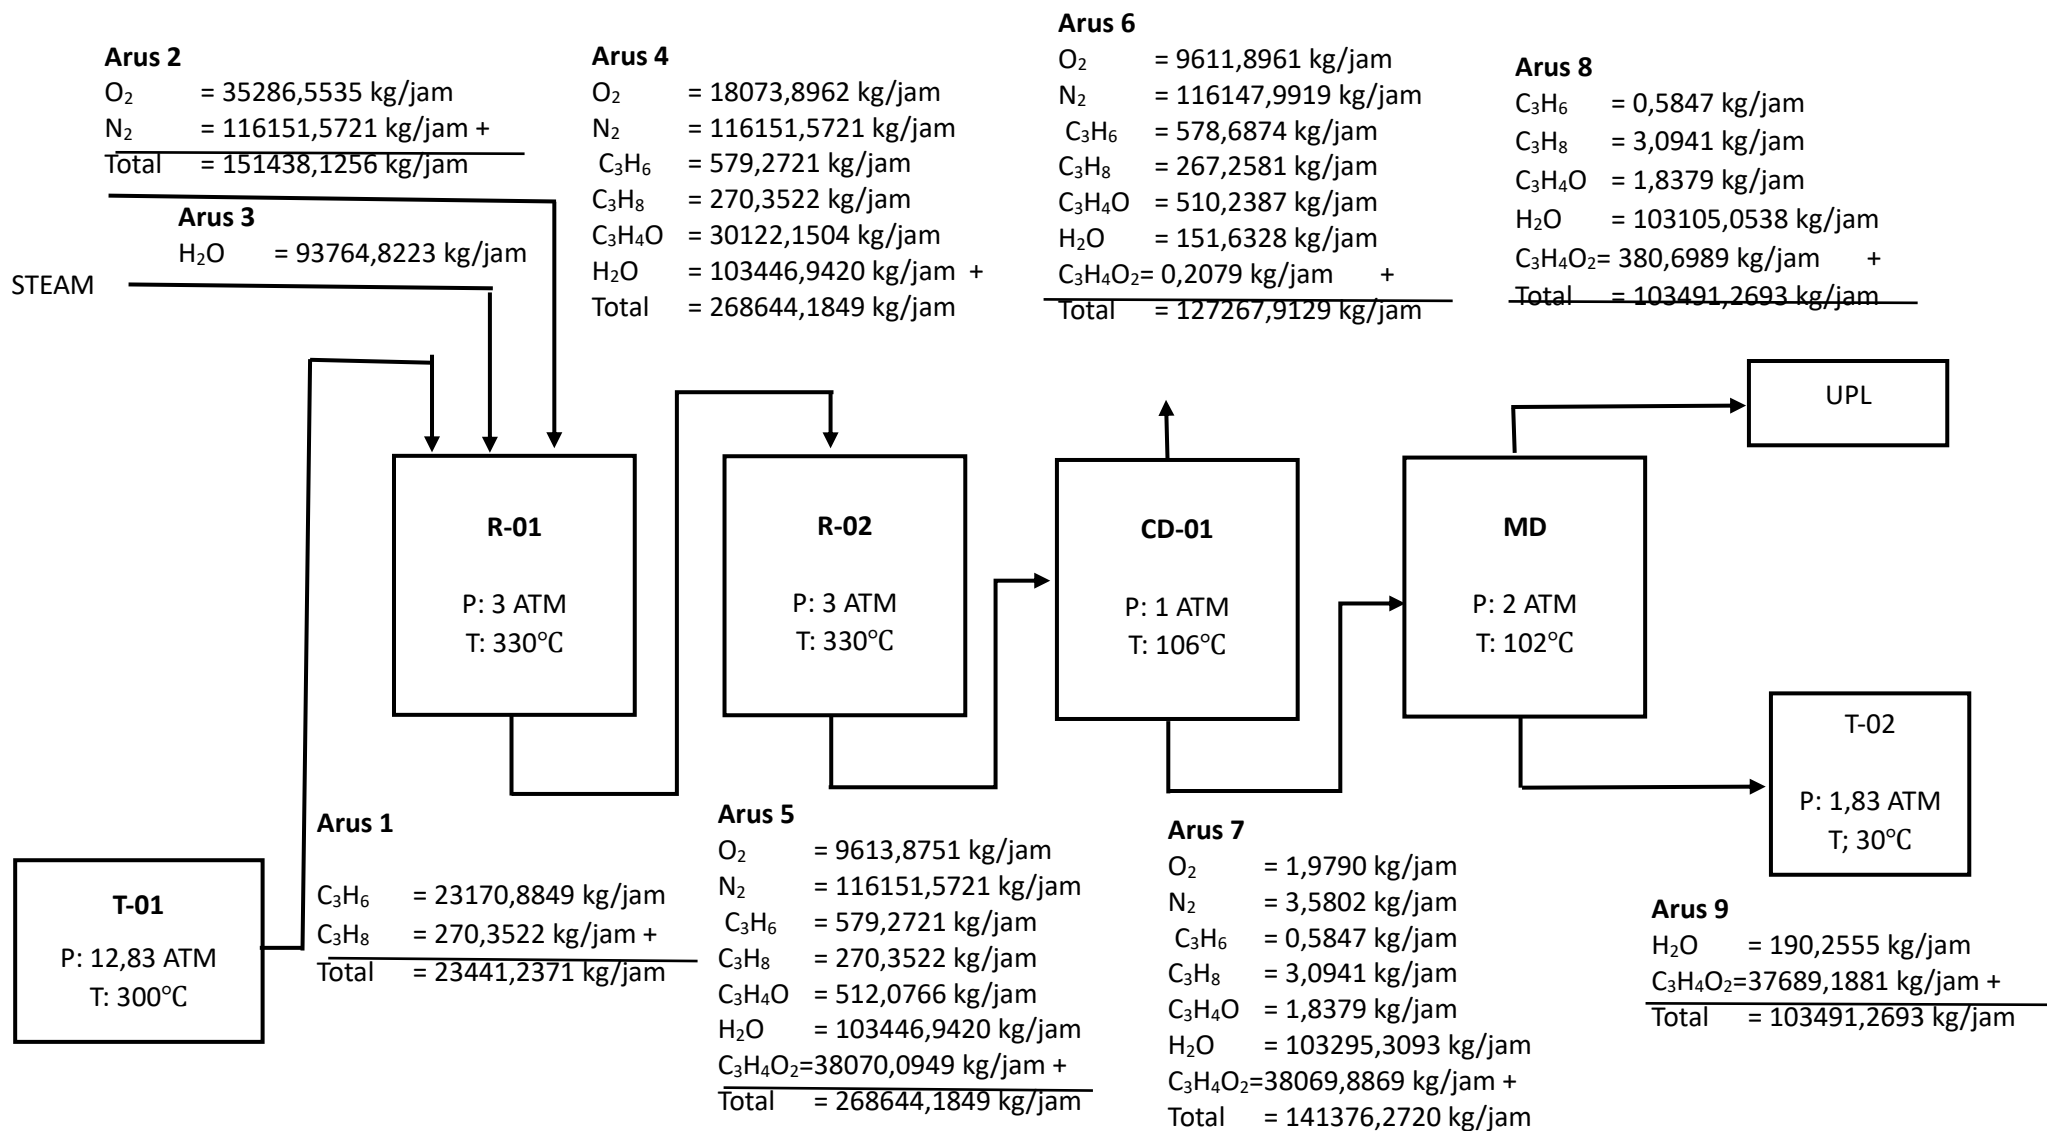 Arus 2
O₂ = 35286,5535 kg/jam
N₂ = 116151,5721 kg/jam +
Total = 151438,1256 kg/jam
Arus 3
H₂O = 93764,8223 kg/jam
STEAM
Arus 4
O₂ = 18073,8962 kg/jam
N₂ = 116151,5721 kg/jam
C₃H₆ = 579,2721 kg/jam
C₃H₈ = 270,3522 kg/jam
C₃H₄O = 30122,1504 kg/jam
H₂O = 103446,9420 kg/jam +
Total = 268644,1849 kg/jam
Arus 6
O₂ = 9611,8961 kg/jam
N₂ = 116147,9919 kg/jam
C₃H₆ = 578,6874 kg/jam
C₃H₈ = 267,2581 kg/jam
C₃H₄O = 510,2387 kg/jam
H₂O = 151,6328 kg/jam
C₃H₄O₂= 0,2079 kg/jam +
Total = 127267,9129 kg/jam
Arus 8
C₃H₆ = 0,5847 kg/jam
C₃H₈ = 3,0941 kg/jam
C₃H₄O = 1,8379 kg/jam
H₂O = 103105,0538 kg/jam
C₃H₄O₂= 380,6989 kg/jam +
Total = 103491,2693 kg/jam
UPL
R-01
P: 3 ATM
T: 330℃
R-02
P: 3 ATM
T: 330℃
CD-01
P: 1 ATM
T: 106℃
MD
P: 2 ATM
T: 102℃
T-02
P: 1,83 ATM
T; 30℃
T-01
P: 12,83 ATM
T: 300℃
Arus 1
C₃H₆ = 23170,8849 kg/jam
C₃H₈ = 270,3522 kg/jam +
Total = 23441,2371 kg/jam
Arus 5
O₂ = 9613,8751 kg/jam
N₂ = 116151,5721 kg/jam
C₃H₆ = 579,2721 kg/jam
C₃H₈ = 270,3522 kg/jam
C₃H₄O = 512,0766 kg/jam
H₂O = 103446,9420 kg/jam
C₃H₄O₂=38070,0949 kg/jam +
Total = 268644,1849 kg/jam
Arus 7
O₂ = 1,9790 kg/jam
N₂ = 3,5802 kg/jam
C₃H₆ = 0,5847 kg/jam
C₃H₈ = 3,0941 kg/jam
C₃H₄O = 1,8379 kg/jam
H₂O = 103295,3093 kg/jam
C₃H₄O₂=38069,8869 kg/jam +
Total = 141376,2720 kg/jam
Arus 9
H₂O = 190,2555 kg/jam
C₃H₄O₂=37689,1881 kg/jam +
Total = 103491,2693 kg/jam